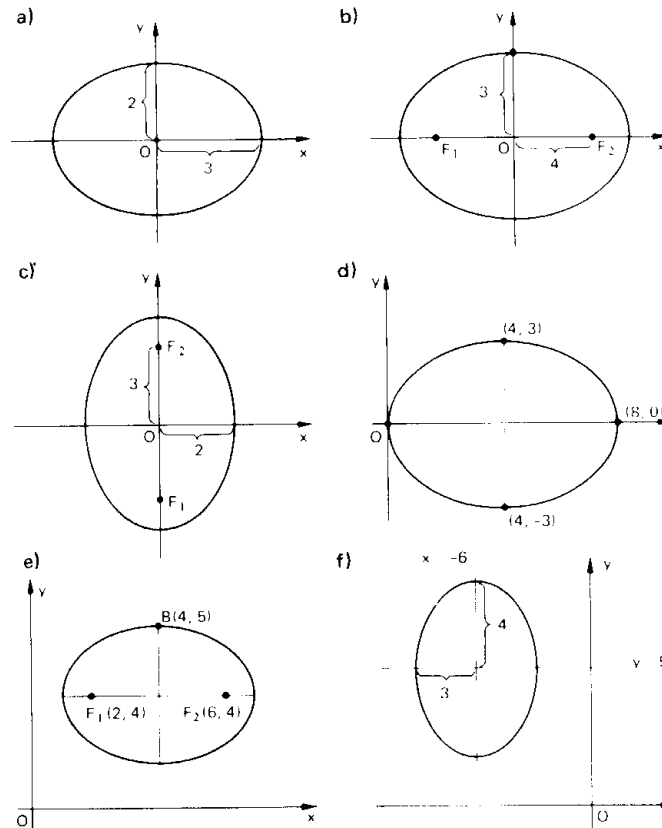 a)
y
2
O
3
x
b)
y
3
F₁
O
4
F₂
x
c)
y
F₂
3
O
2
x
F₁
d)
y
(4, 3)
(8, 0)
O
x
(4, -3)
e)
y
B(4, 5)
F₁(2, 4) F₂(6, 4)
O
x
f)
x -6
y
4
3
y
O